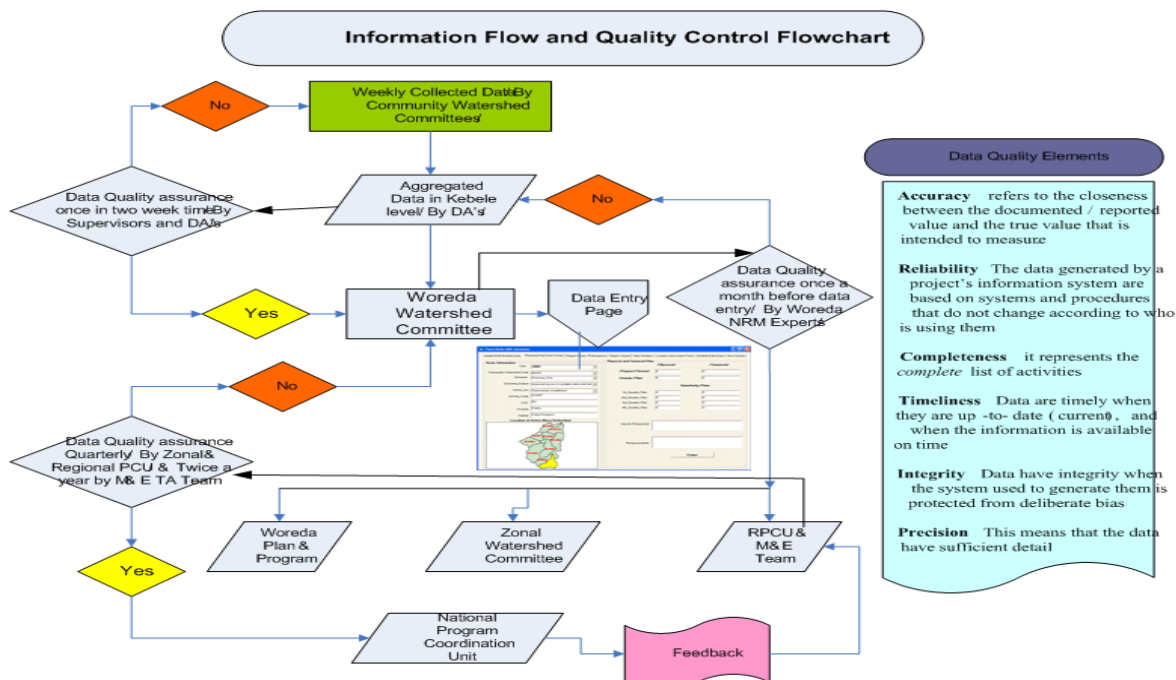 Information Flow and Quality Control Flowchart
No
Weekly Collected Data/By
Community Watershed
Committees/
Data Quality assurance
once in two week time/By
Supervisors and DA's
Aggregated
Data in Kebele
level/ By DA's/
No
Data Quality Elements
Accuracy refers to the closeness
between the documented / reported
value and the true value that is
intended to measure.
Reliability The data generated by a
project's information system are
based on systems and procedures
that do not change according to who
is using them
Completeness it represents the
complete list of activities
Timeliness Data are timely when
they are up -to- date ( current), and
when the information is available
on time
Integrity Data have integrity when
the system used to generate them is
protected from deliberate bias
Precision This means that the data
have sufficient detail
Yes
Woreda
Watershed
Committee
Data Entry
Page
Data Quality
assurance once a
month before data
entry/ By Woreda
NRM Experts/
No
Data Quality assurance
Quarterly/ By Zonal &
Regional PCU & Twice a
year by M& E TA Team
Yes
Woreda
Plan &
Program
Zonal
Watershed
Committee
RPCU &
M&E
Team
National
Program
Coordination
Unit
Feedback